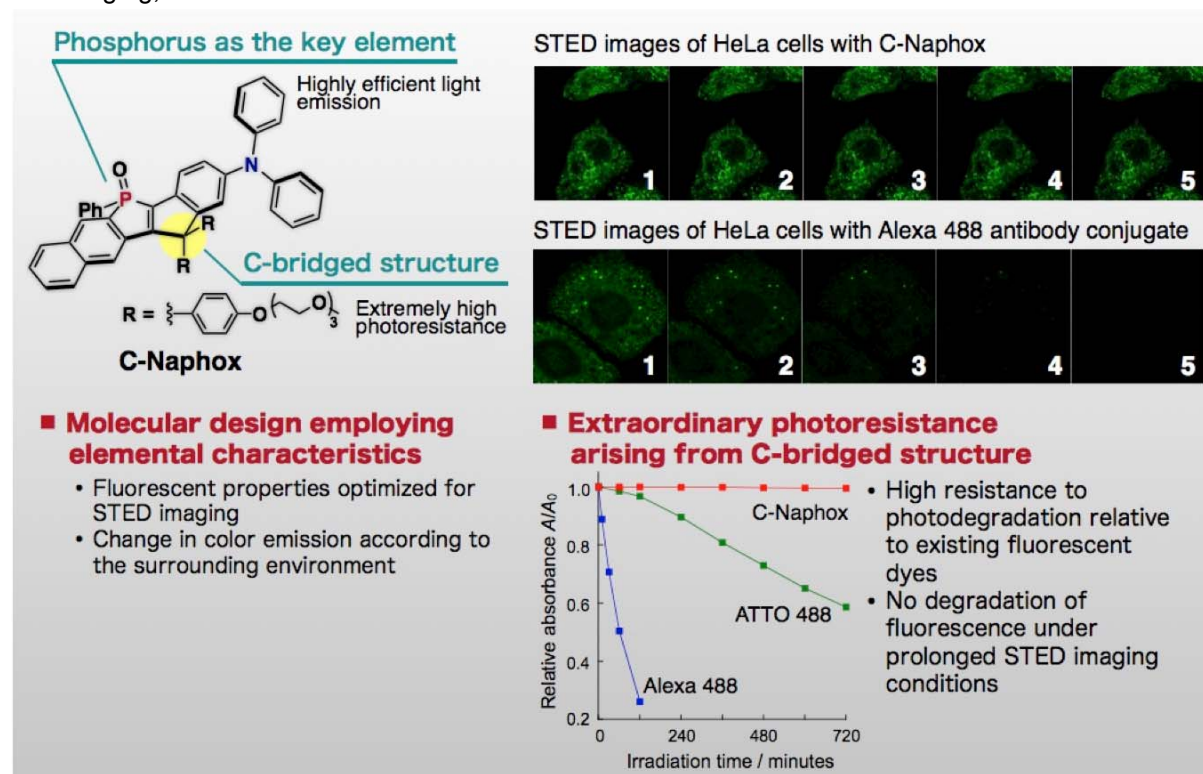 Phosphorus as the key element
Highly efficient light
emission
O
P
Ph
N
R
R
C-bridged structure
R =
O
O
3
Extremely high
photoresistance
C-Naphox
STED images of HeLa cells with C-Naphox
1 2 3 4 5
STED images of HeLa cells with Alexa 488 antibody conjugate
1 2 3 4 5
■ Molecular design employing
elemental characteristics
• Fluorescent properties optimized for
STED imaging
• Change in color emission according to
the surrounding environment
■ Extraordinary photoresistance
arising from C-bridged structure
Relative absorbance A/A0
1.0
0.8
0.6
0.4
0.2
C-Naphox
ATTO 488
Alexa 488
0 240 480 720
Irradiation time / minutes
• High resistance to
photodegradation relative
to existing fluorescent
dyes
• No degradation of
fluorescence under
prolonged STED imaging
conditions